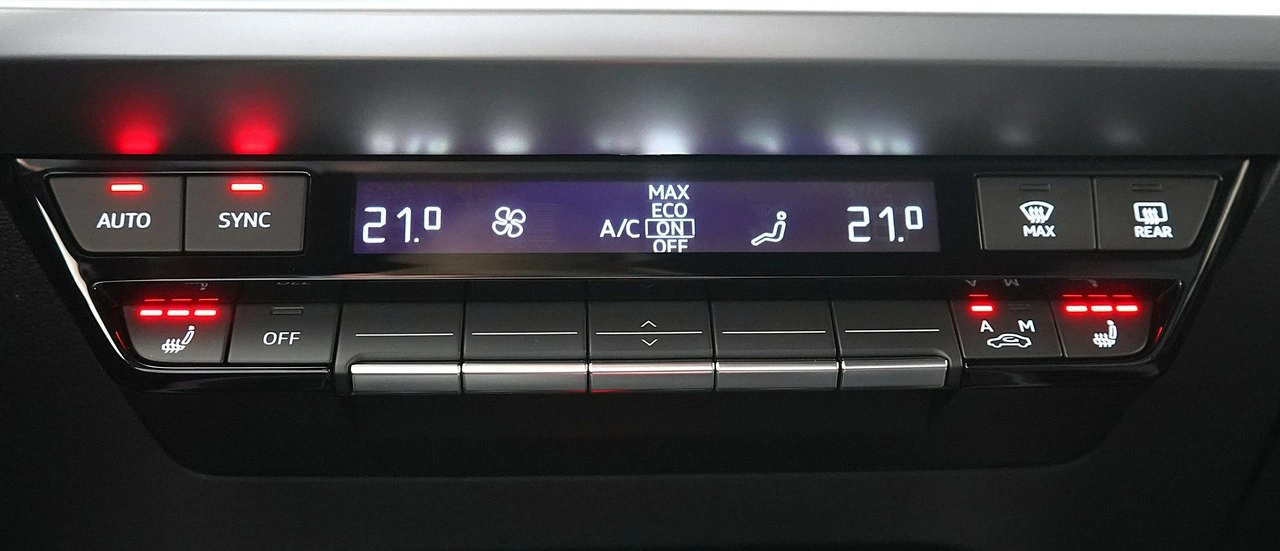 AUTO
SYNC
21.0
A/C
MAX
ECO
ON
OFF
21.0
MAX
REAR
OFF
A M